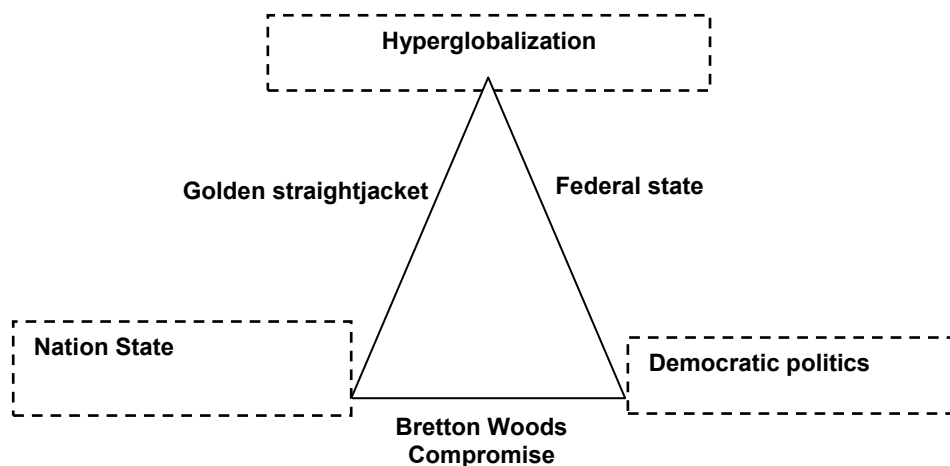 Hyperglobalization
Golden straightjacket
Federal state
Nation State
Democratic politics
Bretton Woods
Compromise